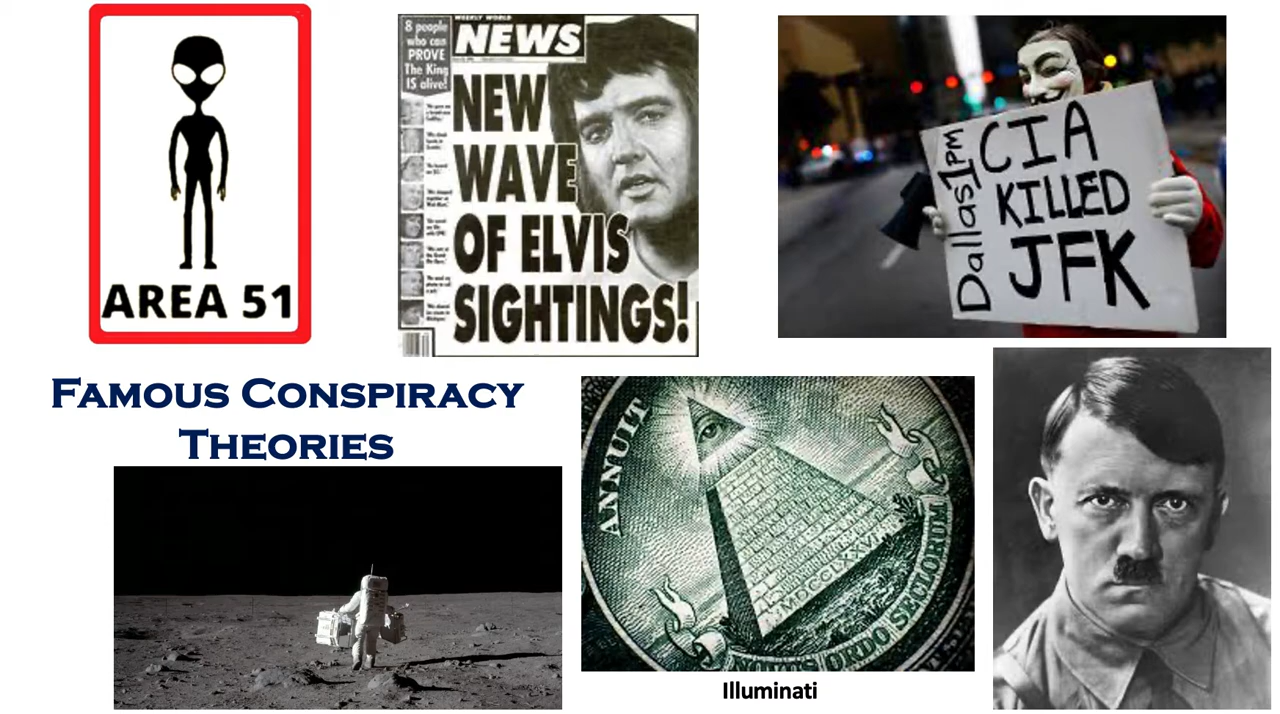 AREA 51
8 people
who can
PROVE
The King
IS alive!
WEEKLY WORLD
NEWS
NEW
WAVE
OF ELVIS
SIGHTINGS!
Dallas 1PM
CIA
KILLED
JFK
FAMOUS CONSPIRACY
THEORIES
ANNUIT
MDCCLXXVI
NOVUS ORDO SECLORUM
Illuminati